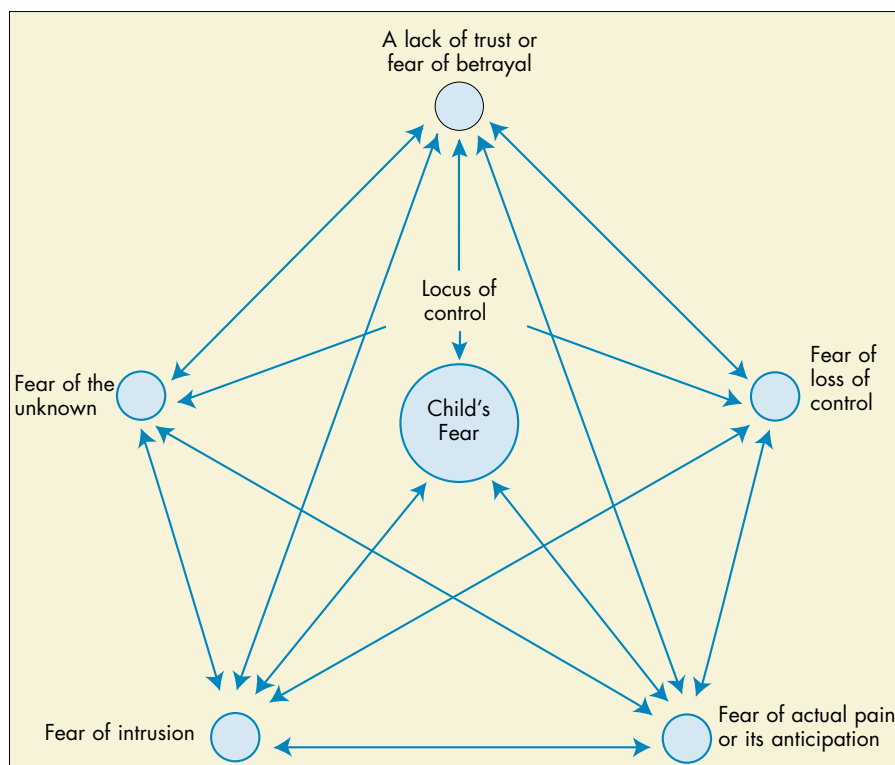 A lack of trust or
fear of betrayal
Locus of
control
Fear of the
unknown
Child's
Fear
Fear of
loss of
control
Fear of intrusion
Fear of actual pain
or its anticipation